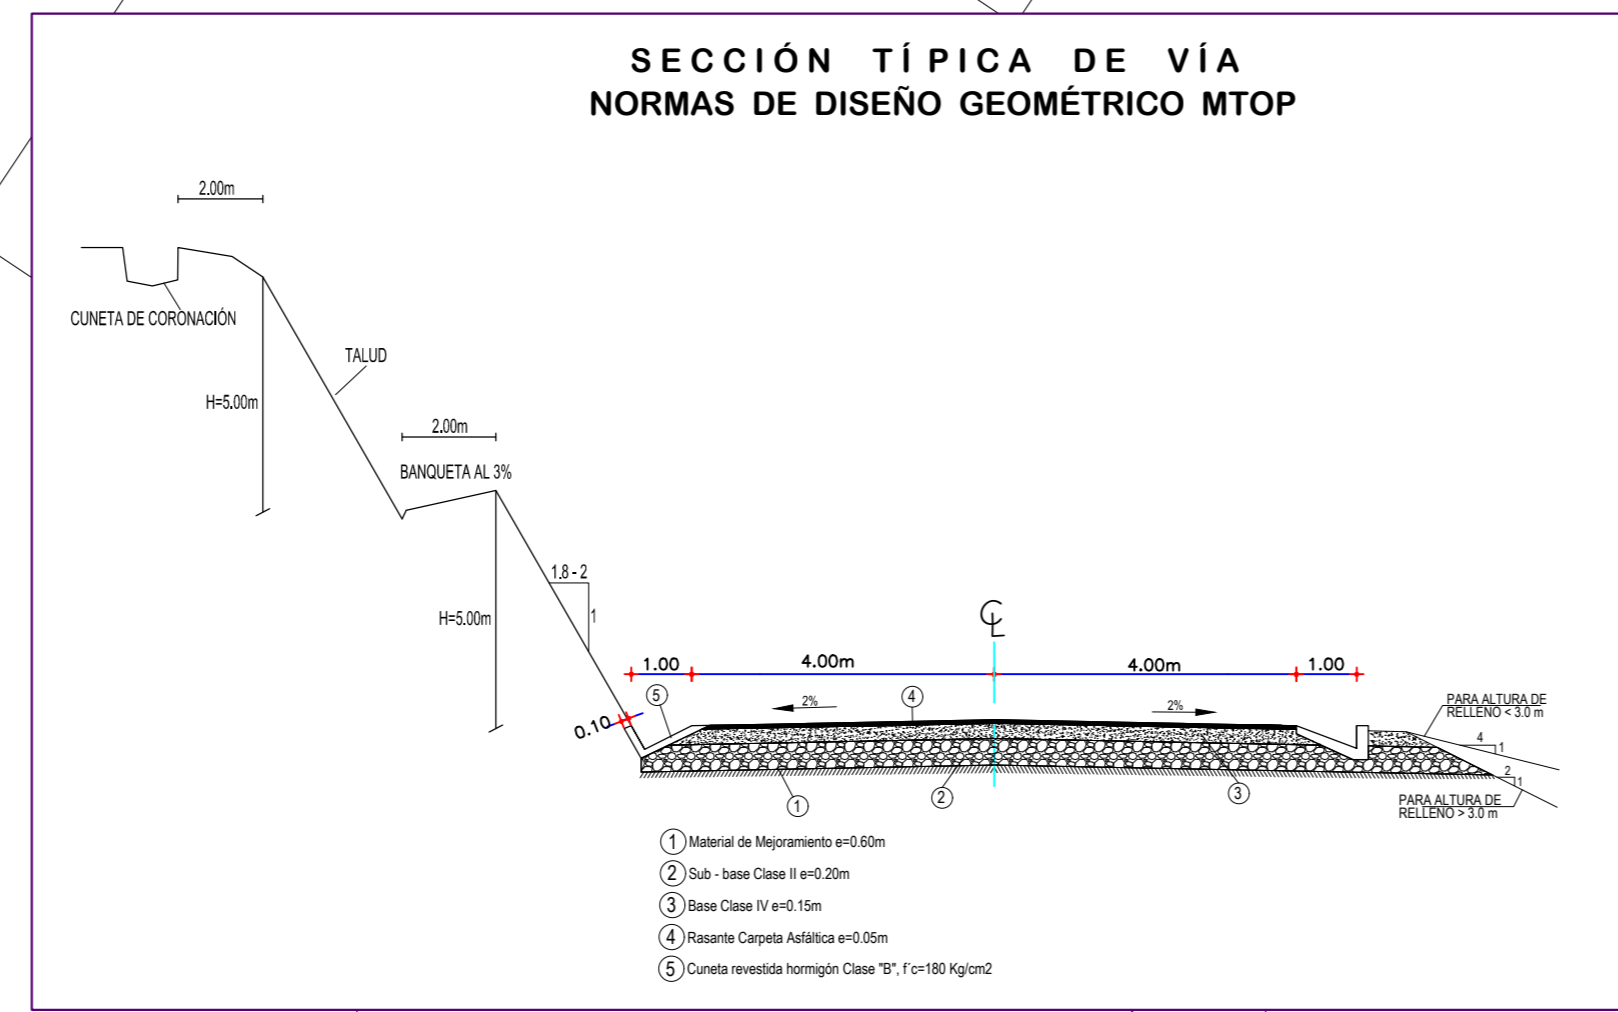 SECCIÓN TÍPICA DE VÍA
NORMAS DE DISEÑO GEOMÉTRICO MTOP
2.00m
CUNETA DE CORONACIÓN
TALUD
H=5.00m
2.00m
BANQUETA AL 3%
1.8 - 2
1
H=5.00m
CL
1.00
4.00m
4.00m
1.00
5
4
2%
2%
0.10
PARA ALTURA DE
RELLENO < 3.0 m
4
1
2
1
PARA ALTURA DE
RELLENO > 3.0 m
1
2
3
1 Material de Mejoramiento e=0.60m
2 Sub - base Clase II e=0.20m
3 Base Clase IV e=0.15m
4 Rasante Carpeta Asfáltica e=0.05m
5 Cuneta revestida hormigón Clase "B", f´c=180 Kg/cm2